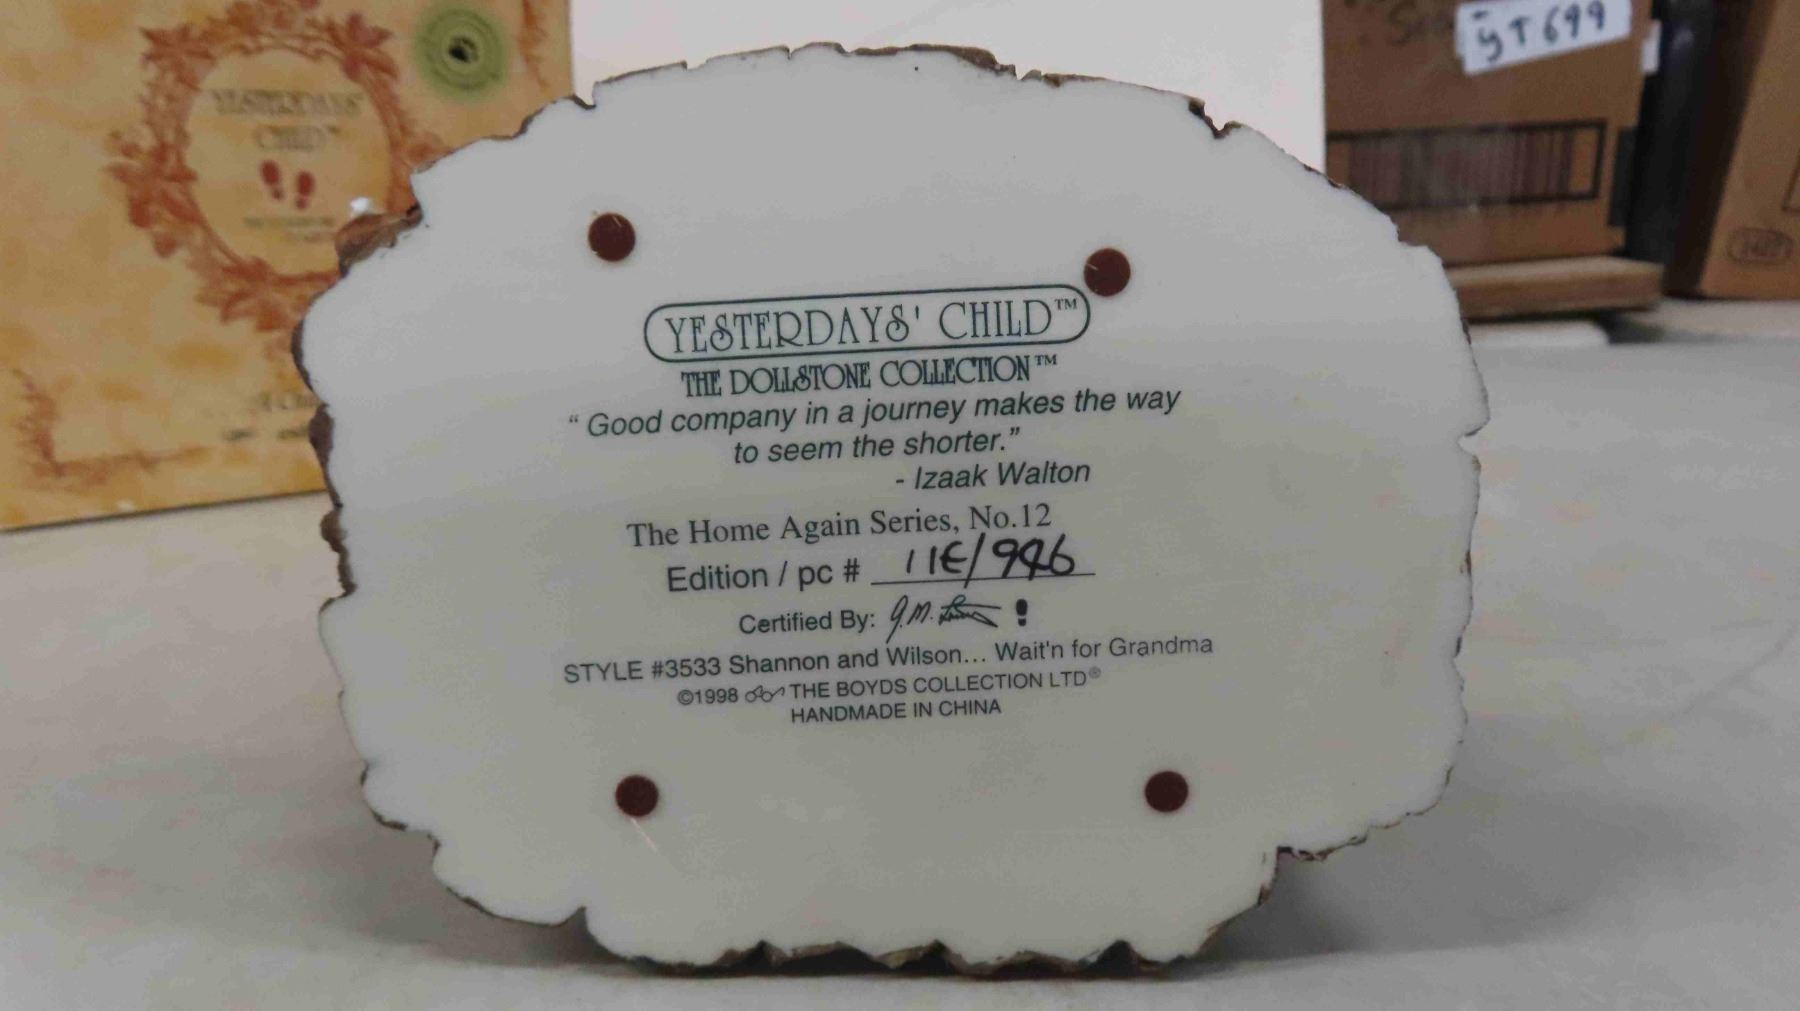 YESTERDAYS'
CHILD™
ȳT699
YESTERDAYS' CHILD™
THE DOLLSTONE COLLECTION™
“Good company in a journey makes the way
to seem the shorter.”
- Izaak Walton
The Home Again Series, No.12
Edition / pc # 11E/946
Certified By: G.M.
STYLE #3533 Shannon and Wilson... Wait'n for Grandma
©1998 THE BOYDS COLLECTION LTD®
HANDMADE IN CHINA